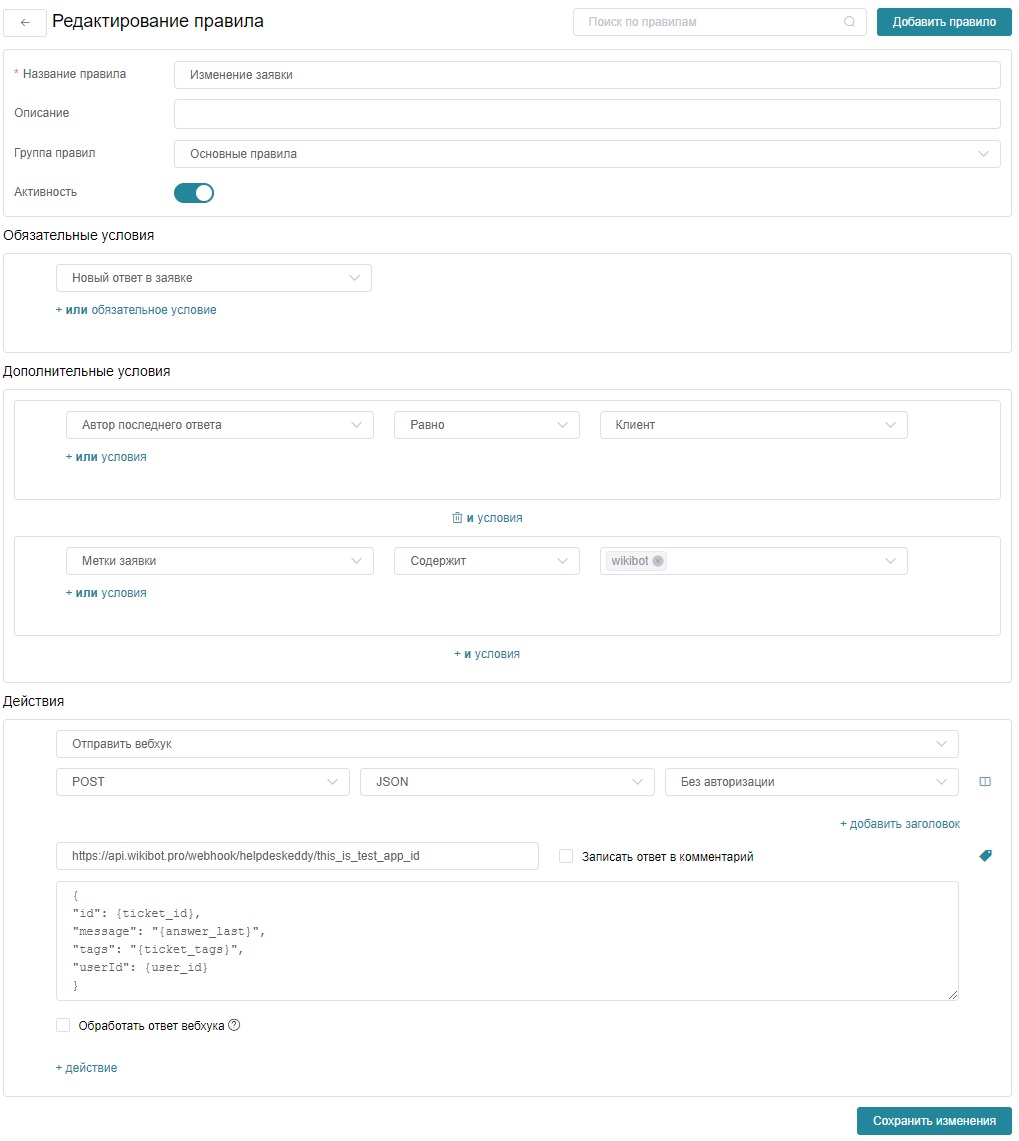 Редактирование правила
Поиск по правилам
Добавить правило
* Название правила
Изменение заявки
Описание
Группа правил
Основные правила
Активность
Обязательные условия
Новый ответ в заявке
+ или обязательное условие
Дополнительные условия
Автор последнего ответа
Равно
Клиент
+ или условия
и условия
Метки заявки
Содержит
wikibot
+ или условия
+ и условия
Действия
Отправить вебхук
POST
JSON
Без авторизации
+ добавить заголовок
https://api.wikibot.pro/webhook/helpdeskeddy/this_is_test_app_id
Записать ответ в комментарий
{
"id": {ticket_id},
"message": "{answer_last}",
"tags": "{ticket_tags}",
"userId": {user_id}
}
Обработать ответ вебхука
+ действие
Сохранить изменения